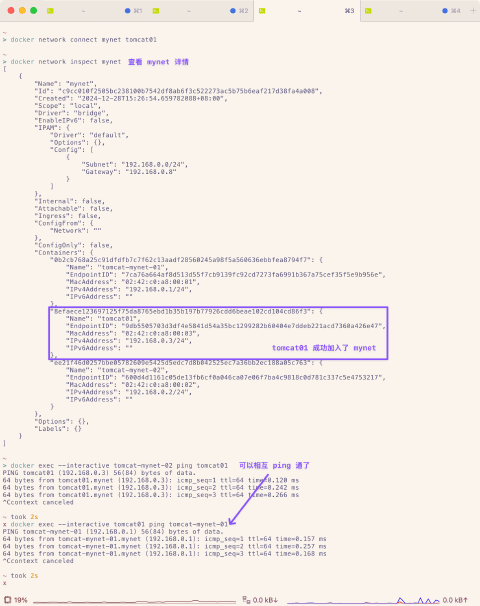 ~ ~ ⌘1 ~ ⌘2 ~ ⌘3 ~ ⌘4 +
~
> docker network connect mynet tomcat01
~
> docker network inspect mynet 查看 mynet 详情
[
{
"Name": "mynet",
"Id": "c9cc010f2505bc238100b7542df8ab6f3c522273ac5b75b6eaf217d38fa4a008",
"Created": "2024-12-28T15:26:54.659782088+08:00",
"Scope": "local",
"Driver": "bridge",
"EnableIPv6": false,
"IPAM": {
"Driver": "default",
"Options": {},
"Config": [
{
"Subnet": "192.168.0.0/24",
"Gateway": "192.168.0.8"
}
]
},
"Internal": false,
"Attachable": false,
"Ingress": false,
"ConfigFrom": {
"Network": ""
},
"ConfigOnly": false,
"Containers": {
"0b2cb768a25c91dfdfb7c7f62c13aadf28560245a98f5a560636ebbfea8794f7": {
"Name": "tomcat-mynet-01",
"EndpointID": "7ca76a664af8d513d55f7cb9139fc92cd7273fa6991b367a75cef35f5e9b956e",
"MacAddress": "02:42:c0:a8:00:01",
"IPv4Address": "192.168.0.1/24",
"IPv6Address": ""
},
"8efaece123697125f75da8765ebd1b35b197b77926cdd6beae102cd104cd86f3": {
"Name": "tomcat01",
"EndpointID": "9db5505703d3df4e5841d54a35bc1299282b60404e7ddeb221acd7360a426e47",
"MacAddress": "02:42:c0:a8:00:03",
"IPv4Address": "192.168.0.3/24",
"IPv6Address": "" tomcat01 成功加入了 mynet
},
"ee21f46d0257bbe05782609e5425d5edc7d8b042525ec7a36bb2ec188a05c763": {
"Name": "tomcat-mynet-02",
"EndpointID": "600d4d1161c05de13fb6cf0a046ca07e06f7ba4c9818c0d781c337c5e4753217",
"MacAddress": "02:42:c0:a8:00:02",
"IPv4Address": "192.168.0.2/24",
"IPv6Address": ""
}
},
"Options": {},
"Labels": {}
}
]
~
> docker exec --interactive tomcat-mynet-02 ping tomcat01 可以相互 ping 通了
PING tomcat01 (192.168.0.3) 56(84) bytes of data.
64 bytes from tomcat01.mynet (192.168.0.3): icmp_seq=1 ttl=64 time=0.120 ms
64 bytes from tomcat01.mynet (192.168.0.3): icmp_seq=2 ttl=64 time=0.242 ms
64 bytes from tomcat01.mynet (192.168.0.3): icmp_seq=3 ttl=64 time=0.266 ms
^Ccontext canceled
~ took 2s
x docker exec --interactive tomcat01 ping tomcat-mynet-01
PING tomcat-mynet-01 (192.168.0.1) 56(84) bytes of data.
64 bytes from tomcat-mynet-01.mynet (192.168.0.1): icmp_seq=1 ttl=64 time=0.157 ms
64 bytes from tomcat-mynet-01.mynet (192.168.0.1): icmp_seq=2 ttl=64 time=0.257 ms
64 bytes from tomcat-mynet-01.mynet (192.168.0.1): icmp_seq=3 ttl=64 time=0.168 ms
^Ccontext canceled
~ took 2s
x
19% 0.0 kB↓ 0.0 kB↑